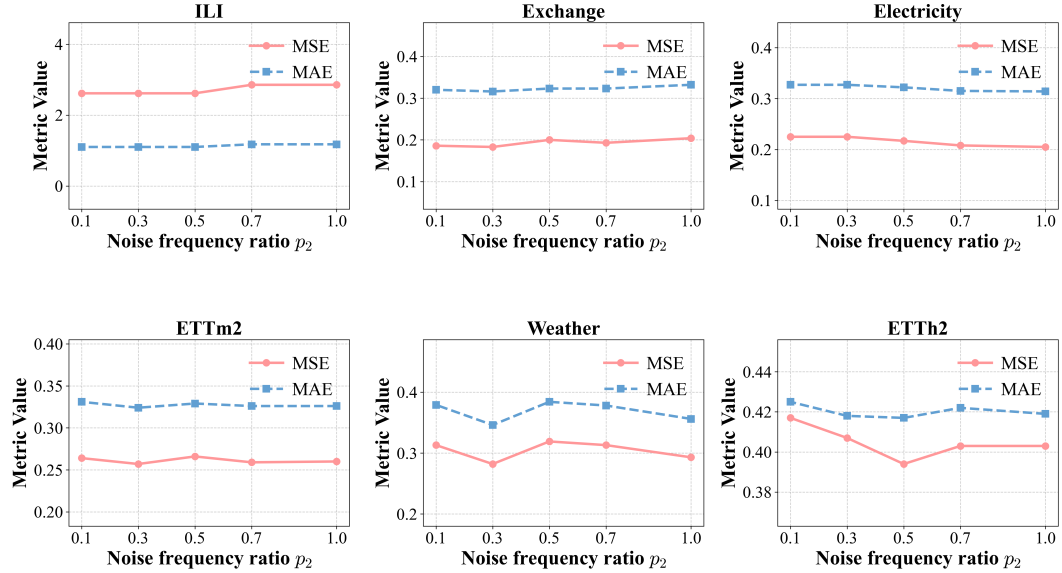 ILI
4
2
0
Metric Value
MSE
MAE
0.1 0.3 0.5 0.7 1.0
Noise frequency ratio p₂
Exchange
0.4
0.3
0.2
0.1
Metric Value
MSE
MAE
0.1 0.3 0.5 0.7 1.0
Noise frequency ratio p₂
Electricity
0.4
0.3
0.2
0.1
Metric Value
MSE
MAE
0.1 0.3 0.5 0.7 1.0
Noise frequency ratio p₂
ETTm2
0.40
0.35
0.30
0.25
0.20
Metric Value
MSE
MAE
0.1 0.3 0.5 0.7 1.0
Noise frequency ratio p₂
Weather
0.4
0.3
0.2
Metric Value
MSE
MAE
0.1 0.3 0.5 0.7 1.0
Noise frequency ratio p₂
ETTh2
0.44
0.42
0.40
0.38
Metric Value
MSE
MAE
0.1 0.3 0.5 0.7 1.0
Noise frequency ratio p₂